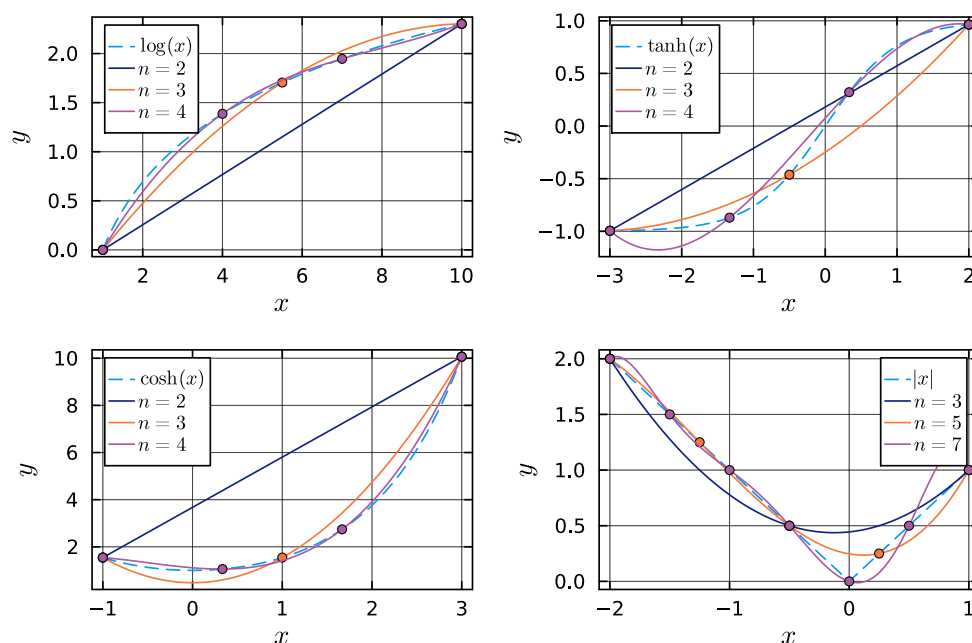 log(x)
n = 2
n = 3
n = 4
2.0
1.5
1.0
0.5
0.0
y
2
4
6
8
10
x
tanh(x)
n = 2
n = 3
n = 4
1.0
0.5
0.0
−0.5
−1.0
y
−3
−2
−1
0
1
2
x
cosh(x)
n = 2
n = 3
n = 4
10
8
6
4
2
y
−1
0
1
2
3
x
|x|
n = 3
n = 5
n = 7
2.0
1.5
1.0
0.5
0.0
y
−2
−1
0
1
x